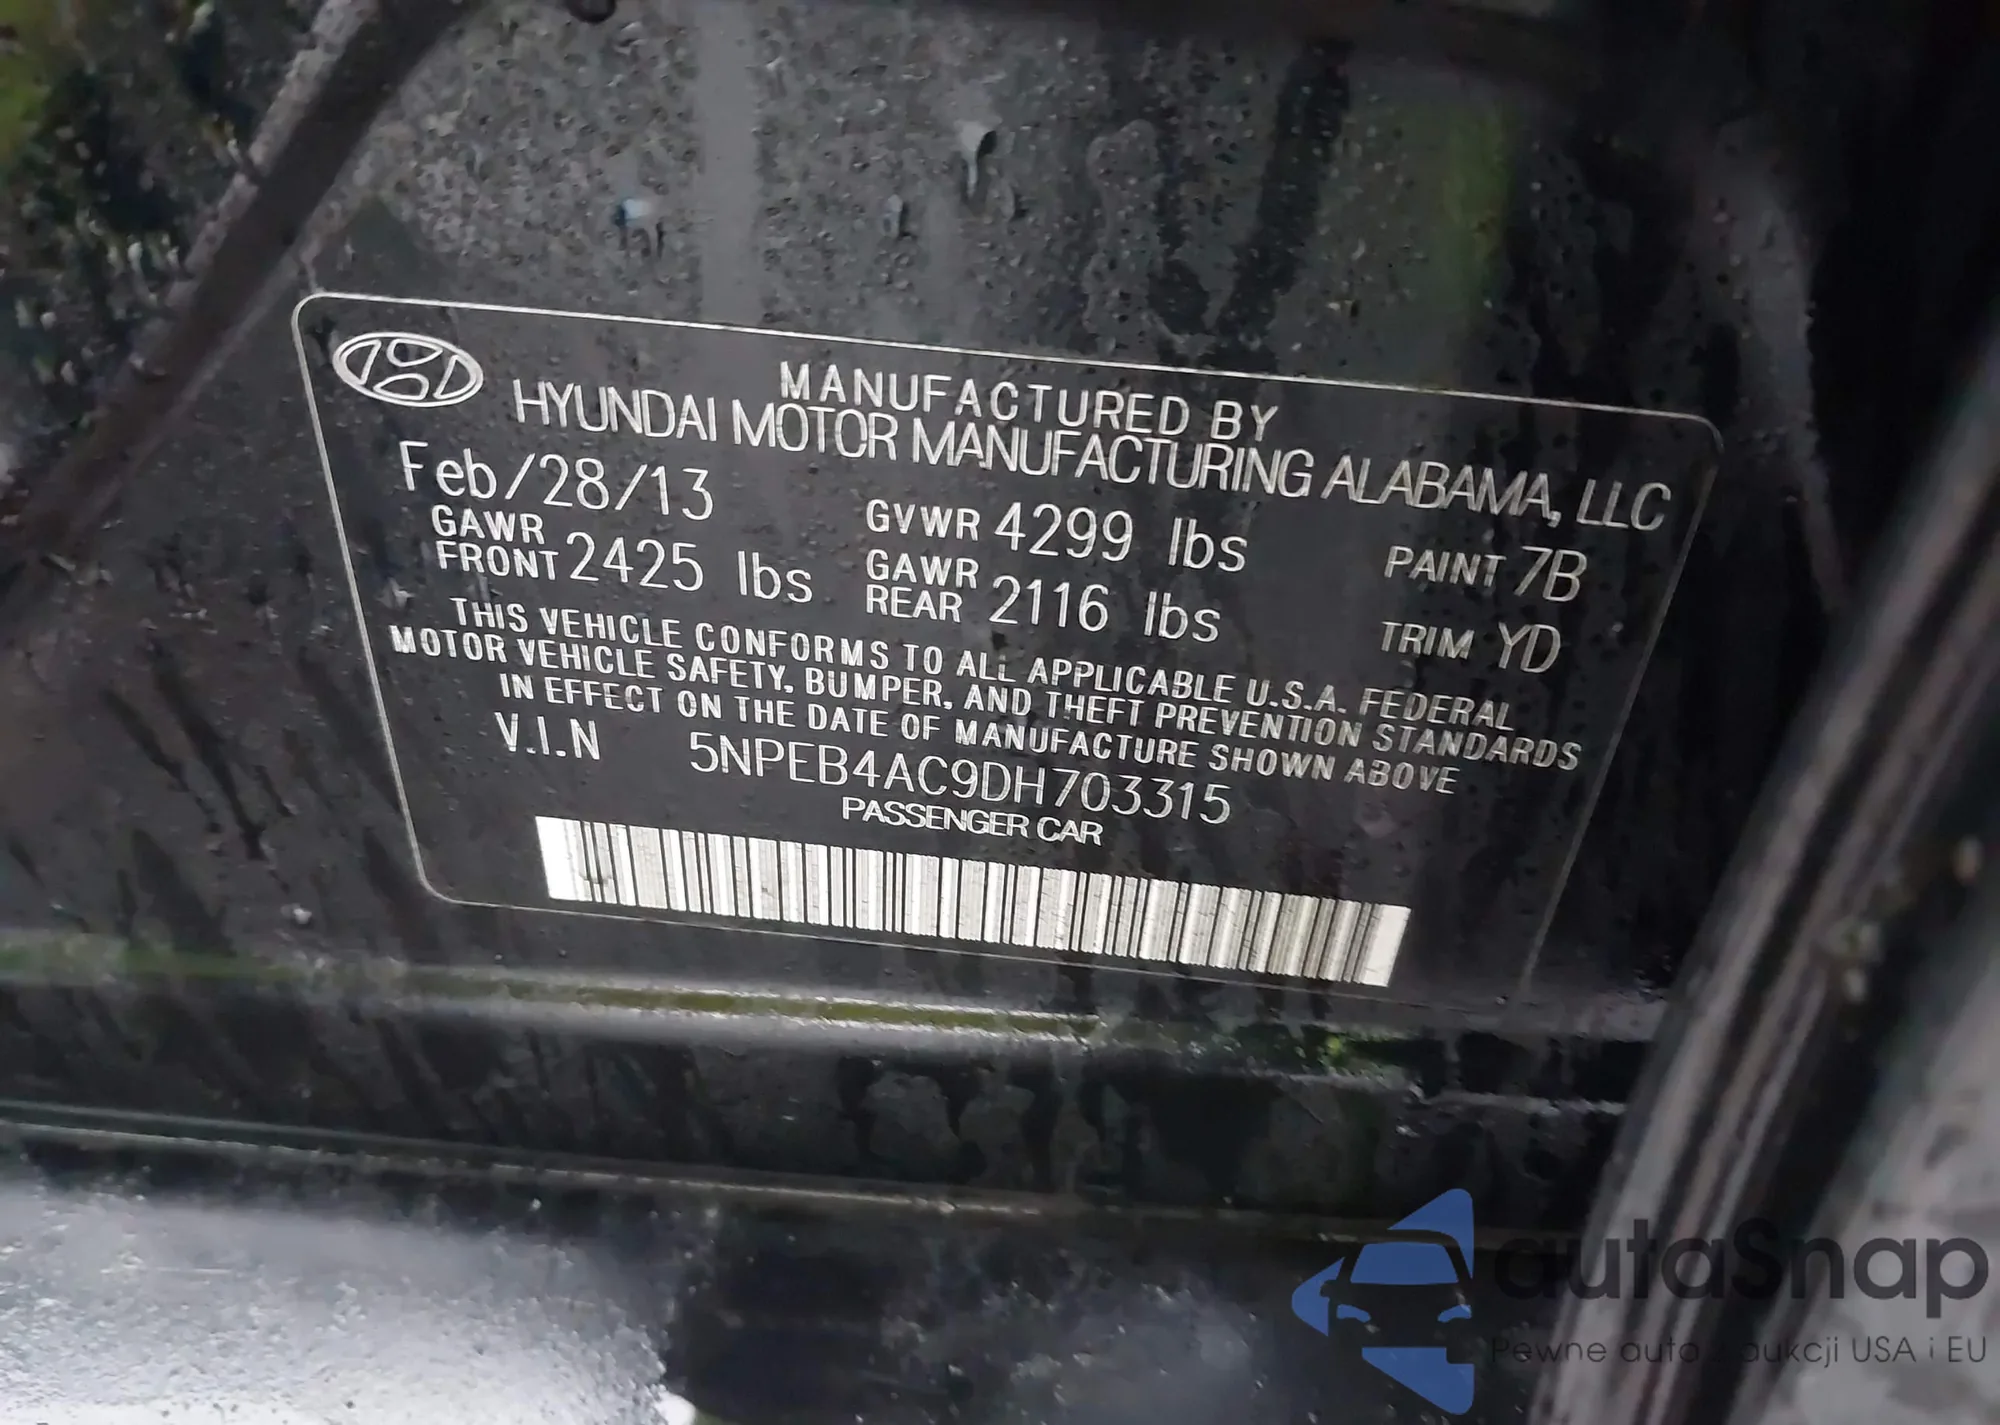 MANUFACTURED BY
HYUNDAI MOTOR MANUFACTURING ALABAMA, LLC
Feb/28/13 GVWR 4299 lbs PAINT 7B
GAWR FRONT 2425 lbs GAWR REAR 2116 lbs TRIM YD
THIS VEHICLE CONFORMS TO ALL APPLICABLE U.S.A. FEDERAL
MOTOR VEHICLE SAFETY, BUMPER, AND THEFT PREVENTION STANDARDS
IN EFFECT ON THE DATE OF MANUFACTURE SHOWN ABOVE
V.I.N 5NPEB4AC9DH703315
PASSENGER CAR
autaSnap
Pewne auta z aukcji USA i EU